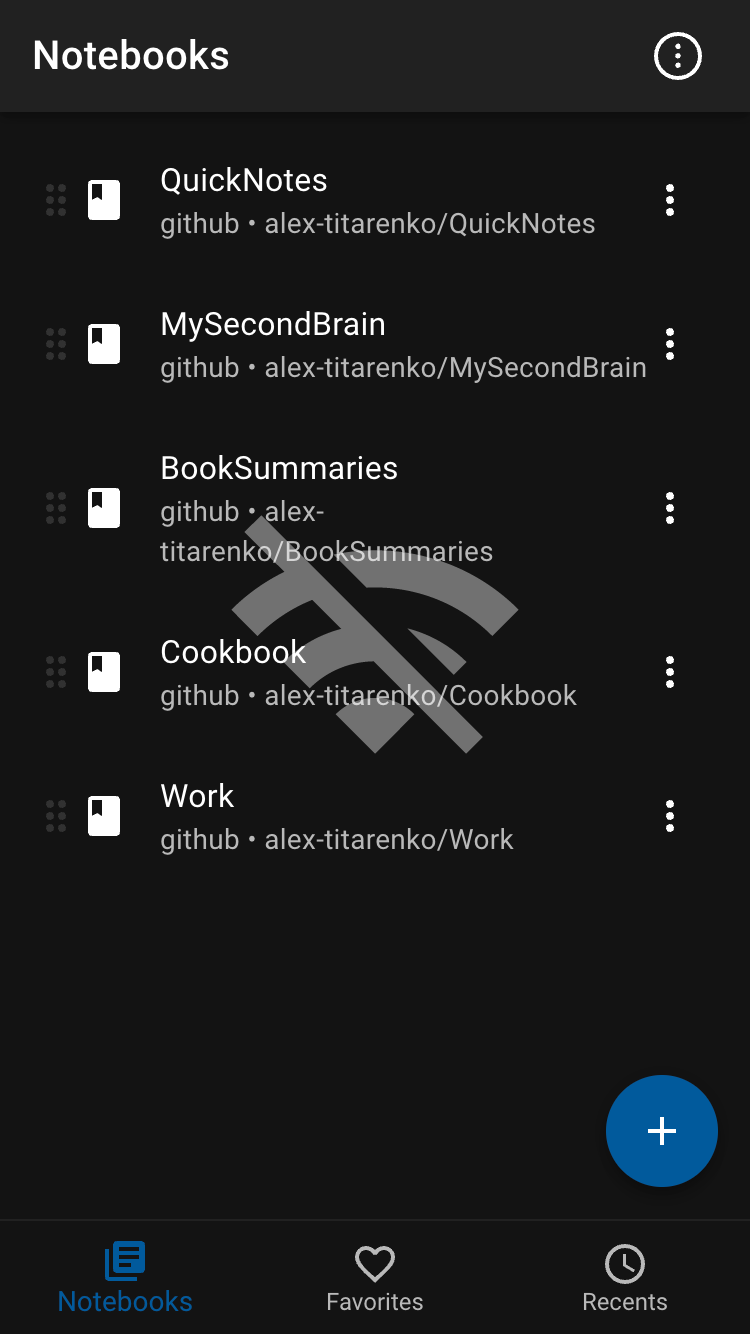 Notebooks
QuickNotes
github • alex-titarenko/QuickNotes
MySecondBrain
github • alex-titarenko/MySecondBrain
BookSummaries
github • alex-
titarenko/BookSummaries
Cookbook
github • alex-titarenko/Cookbook
Work
github • alex-titarenko/Work
Notebooks
Favorites
Recents